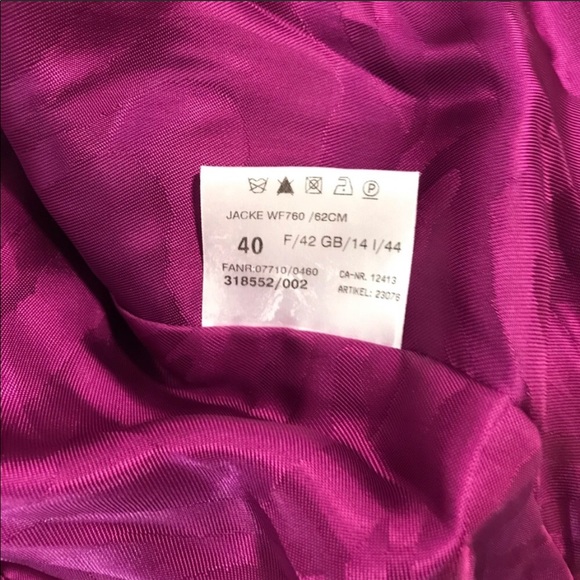 JACKE WF760 /62CM
40 F/42 GB/14 I/44
FANR.07710/0460 CA-NR. 12413
318552/002 ARTIKEL: 23076